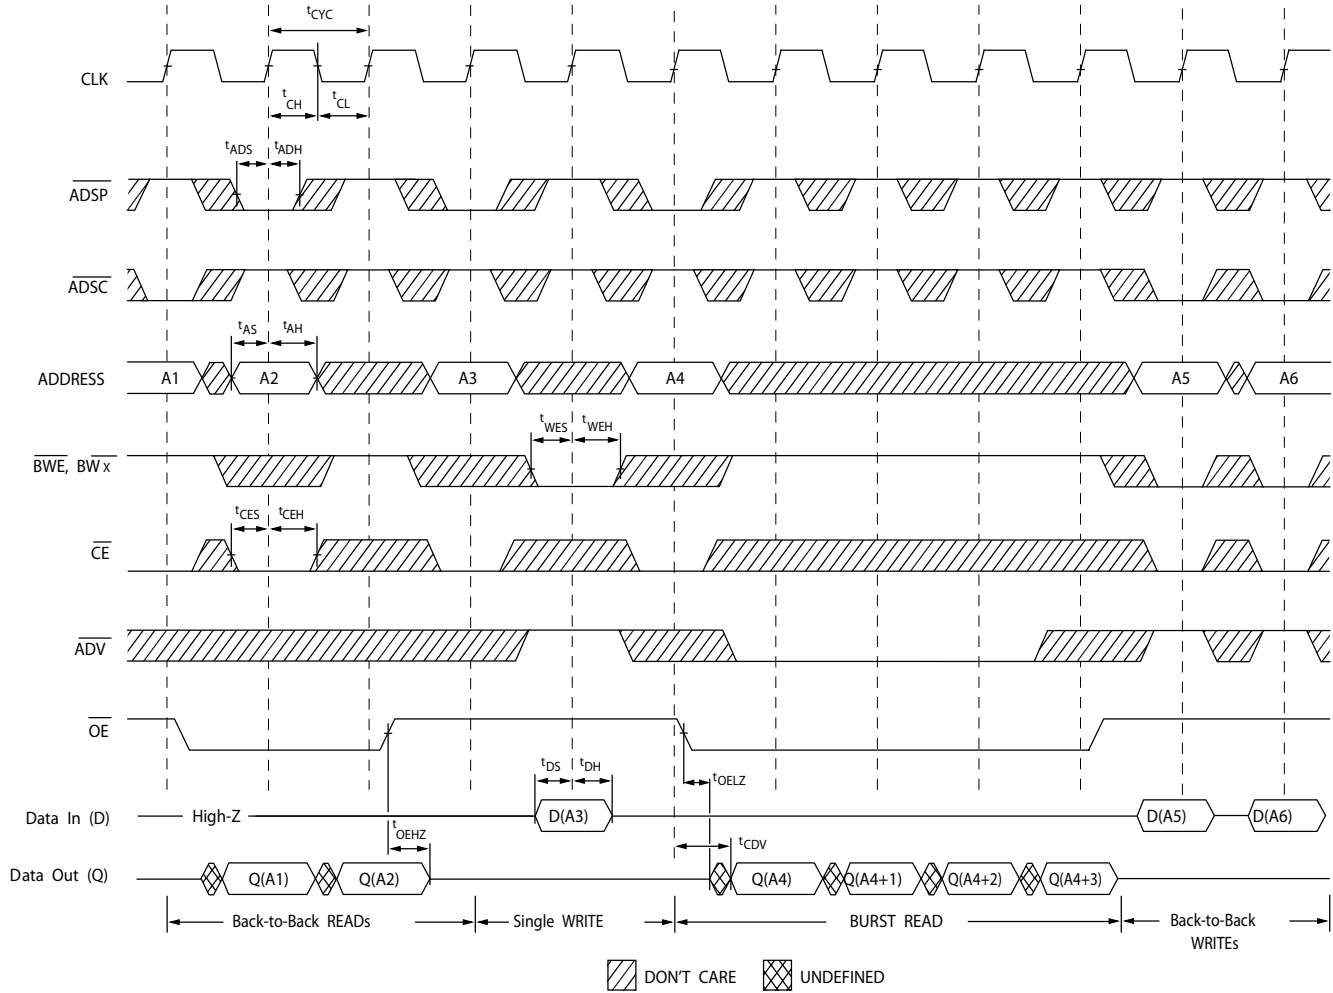 tCYC
CLK
tCH
tCL
tADS
tADH
ADSP
ADSC
tAS
tAH
ADDRESS
A1
A2
A3
A4
A5
A6
tWES
tWEH
BWE, BW x
tCES
tCEH
CE
ADV
OE
tDS
tDH
tOELZ
Data In (D)
High-Z
D(A3)
D(A5)
D(A6)
tOEHZ
tCDV
Data Out (Q)
Q(A1)
Q(A2)
Q(A4)
Q(A4+1)
Q(A4+2)
Q(A4+3)
Back-to-Back READs
Single WRITE
BURST READ
Back-to-Back
WRITEs
DON'T CARE
UNDEFINED